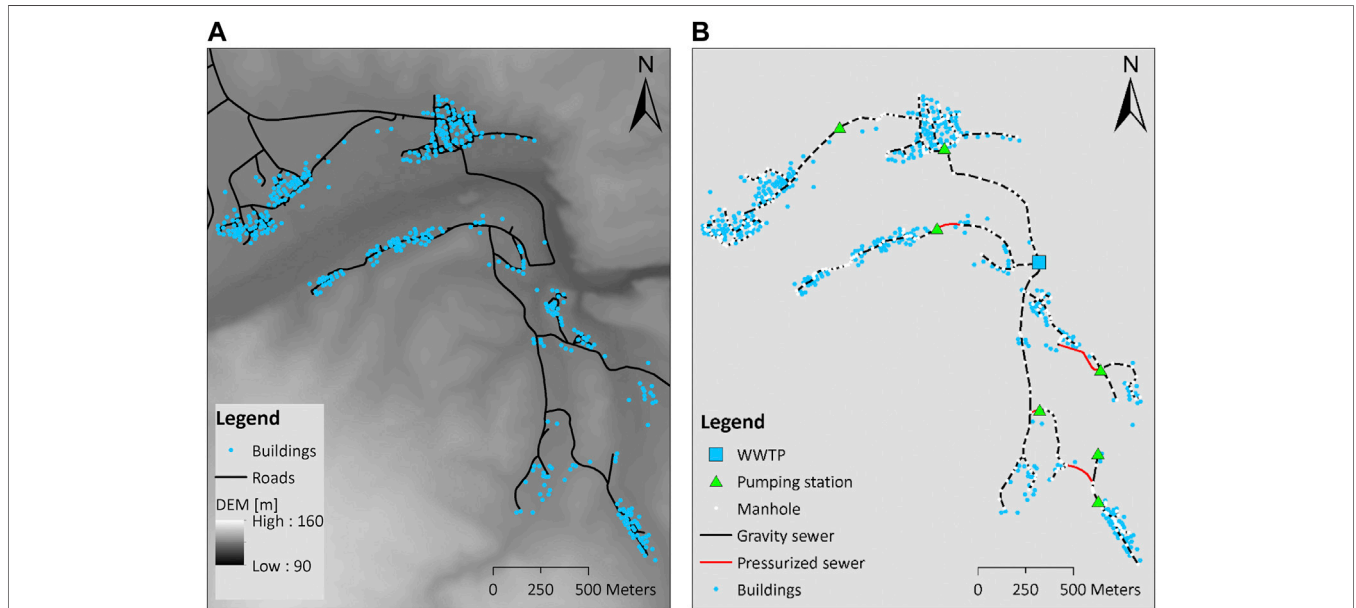 A
N
Legend
Buildings
Roads
DEM [m]
High : 160
Low : 90
0 250 500 Meters
B
N
Legend
WWTP
Pumping station
Manhole
Gravity sewer
Pressurized sewer
Buildings
0 250 500 Meters